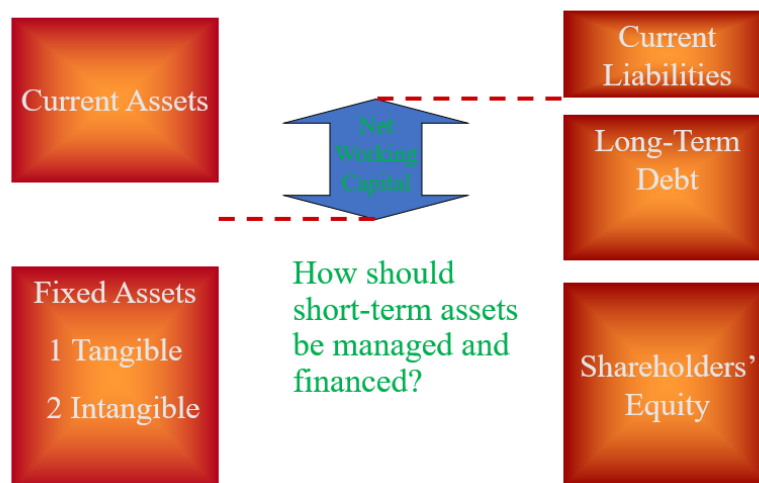 Current Assets
Fixed Assets
1 Tangible
2 Intangible
Net
Working
Capital
How should
short-term assets
be managed and
financed?
Current
Liabilities
Long-Term
Debt
Shareholders’
Equity